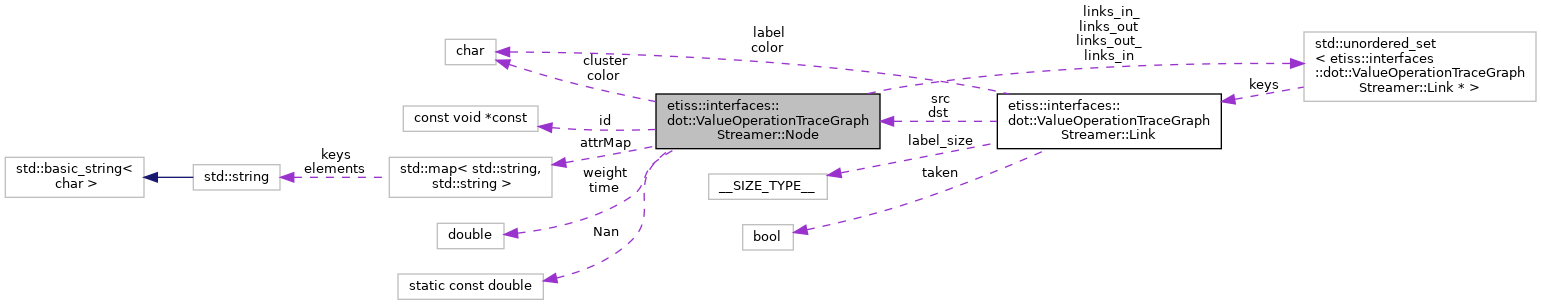 links_in_
links_out
links_out_
links_in
label
color
char
std::unordered_set
< etiss::interfaces
::dot::ValueOperationTraceGraph
Streamer::Link * >
cluster
color
keys
src
dst
etiss::interfaces::
dot::ValueOperationTraceGraph
Streamer::Node
etiss::interfaces::
dot::ValueOperationTraceGraph
Streamer::Link
const void *const
id
attrMap
label_size
keys
elements
std::basic_string<
char >
std::string
std::map< std::string,
std::string >
weight
time
taken
__SIZE_TYPE__
double
Nan
bool
static const double